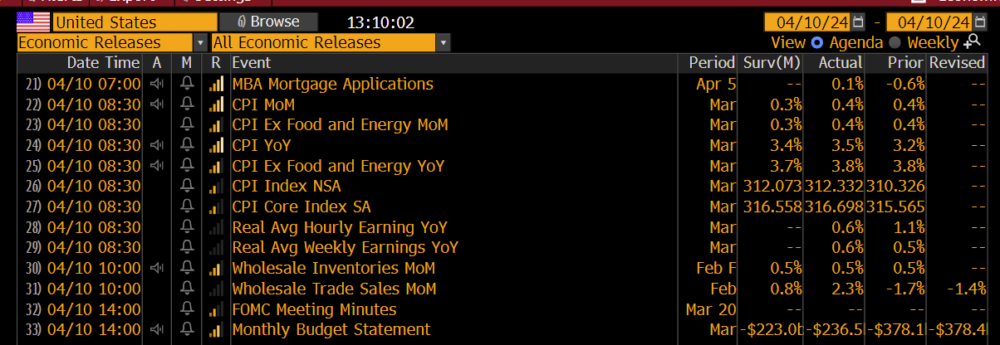 United States Browse 13:10:02 04/10/24 - 04/10/24
Economic Releases All Economic Releases View Agenda Weekly
Date Time A M R Event Period Surv(M) Actual Prior Revised
21) 04/10 07:00 MBA Mortgage Applications Apr 5 -- 0.1% -0.6% --
22) 04/10 08:30 CPI MoM Mar 0.3% 0.4% 0.4% --
23) 04/10 08:30 CPI Ex Food and Energy MoM Mar 0.3% 0.4% 0.4% --
24) 04/10 08:30 CPI YoY Mar 3.4% 3.5% 3.2% --
25) 04/10 08:30 CPI Ex Food and Energy YoY Mar 3.7% 3.8% 3.8% --
26) 04/10 08:30 CPI Index NSA Mar 312.073 312.332 310.326 --
27) 04/10 08:30 CPI Core Index SA Mar 316.558 316.698 315.565 --
28) 04/10 08:30 Real Avg Hourly Earning YoY Mar -- 0.6% 1.1% --
29) 04/10 08:30 Real Avg Weekly Earnings YoY Mar -- 0.6% 0.5% --
30) 04/10 10:00 Wholesale Inventories MoM Feb F 0.5% 0.5% 0.5% --
31) 04/10 10:00 Wholesale Trade Sales MoM Feb 0.8% 2.3% -1.7% -1.4%
32) 04/10 14:00 FOMC Meeting Minutes Mar 20 -- -- -- --
33) 04/10 14:00 Monthly Budget Statement Mar -$223.0b -$236.5 -$378.1 -$378.4